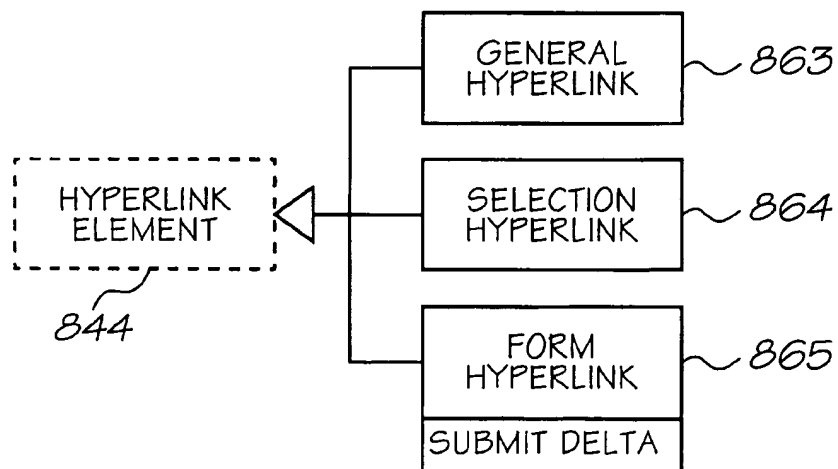 GENERAL
HYPERLINK
863
HYPERLINK
ELEMENT
844
SELECTION
HYPERLINK
864
FORM
HYPERLINK
865
SUBMIT DELTA